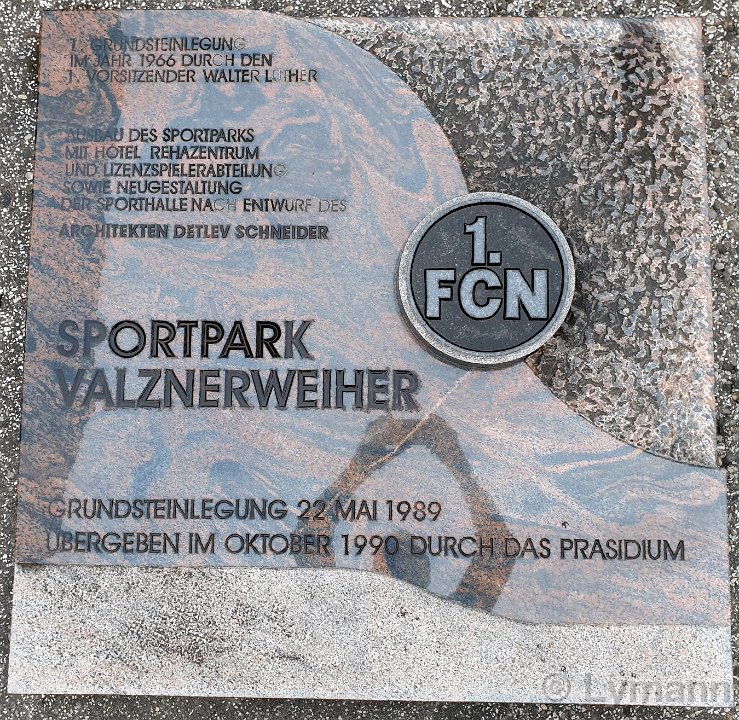 1. GRUNDSTEINLEGUNG
IM JAHR 1966 DURCH DEN
1. VORSITZENDER WALTER LUTHER
AUSBAU DES SPORTPARKS
MIT HOTEL REHAZENTRUM
UND LIZENZSPIELERABTEILUNG
SOWIE NEUGESTALTUNG
DER SPORTHALLE NACH ENTWURF DES
ARCHITEKTEN DETLEV SCHNEIDER
1.
FCN
SPORTPARK
VALZNERWEIHER
GRUNDSTEINLEGUNG 22 MAI 1989
ÜBERGEBEN IM OKTOBER 1990 DURCH DAS PRÄSIDIUM
© Lvmann